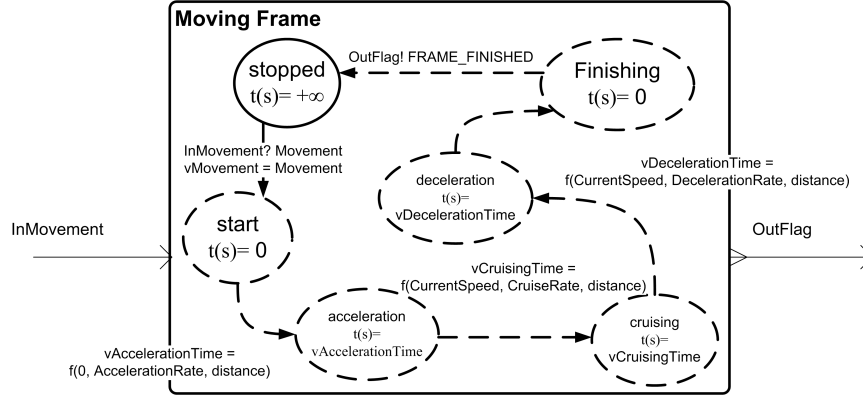 Moving Frame
OutFlag! FRAME_FINISHED
stopped
t(s)= +∞
Finishing
t(s)= 0
InMovement? Movement
vMovement = Movement
deceleration
t(s)=
vDecelerationTime
vDecelerationTime =
f(CurrentSpeed, DecelerationRate, distance)
start
t(s)= 0
InMovement
OutFlag
vCruisingTime =
f(CurrentSpeed, CruiseRate, distance)
acceleration
t(s)=
vAccelerationTime
cruising
t(s)=
vCruisingTime
vAccelerationTime =
f(0, AccelerationRate, distance)